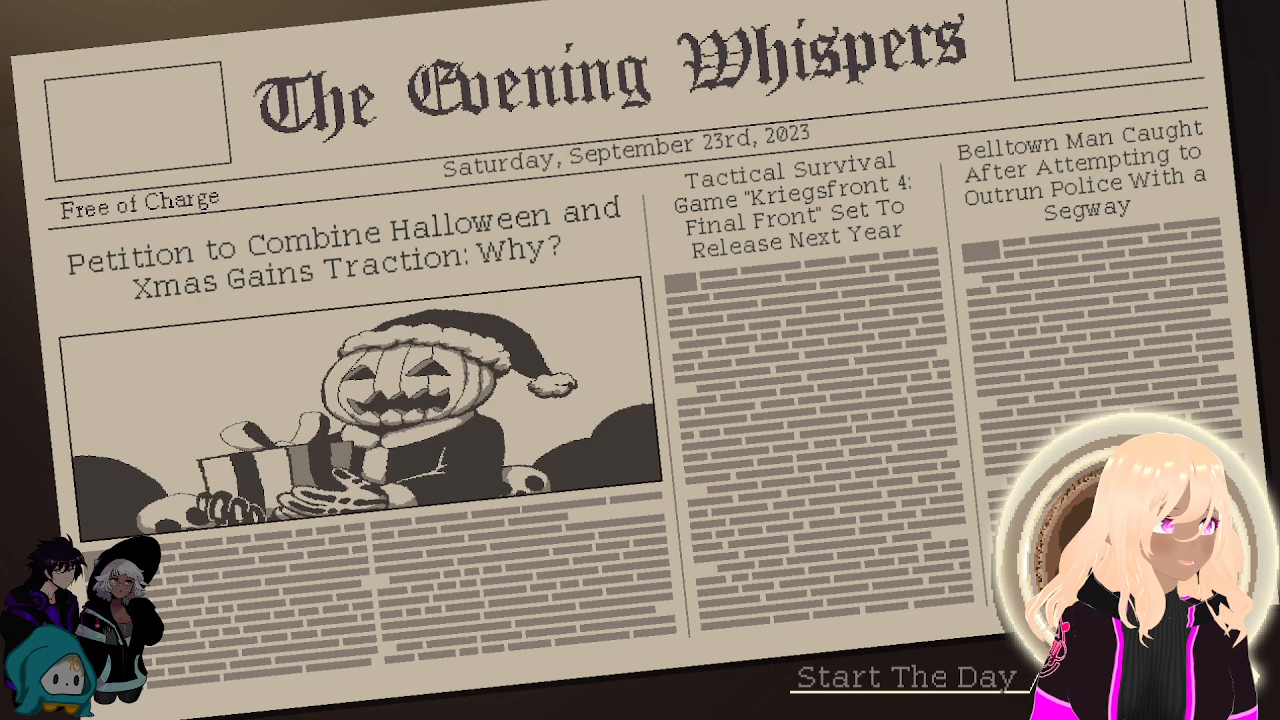 The Evening Whispers
Saturday, September 23rd, 2023
Free of Charge
Petition to Combine Halloween and
Xmas Gains Traction: Why?
Tactical Survival
Game "Kriegsfront 4:
Final Front" Set To
Release Next Year
Belltown Man Caught
After Attempting to
Outrun Police With a
Segway
Start The Day